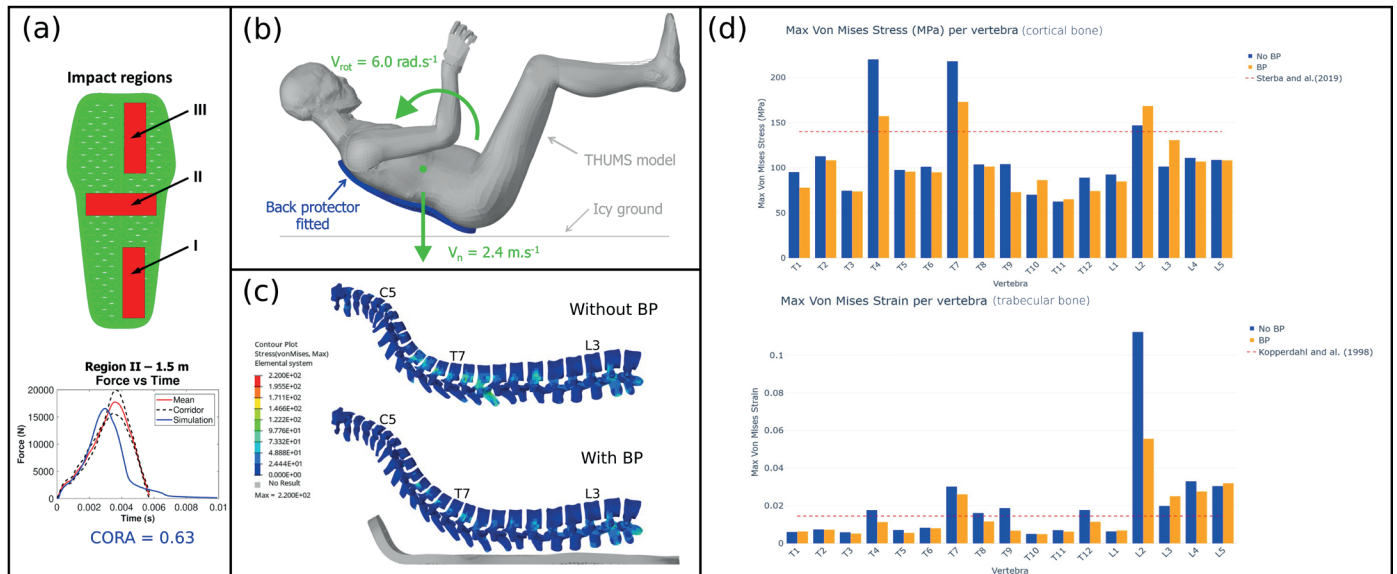 (a)
Impact regions
III
II
I
Region II – 1.5 m
Force vs Time
20000
15000
10000
5000
0
Force (N)
Mean
Corridor
Simulation
0
0.002
0.004
0.006
0.008
0.01
Time (s)
CORA = 0.63
(b)
Vrot = 6.0 rad.s-1
THUMS model
Back protector
fitted
Icy ground
Vn = 2.4 m.s-1
(c)
C5
Without BP
T7
L3
Contour Plot
Stress(vonMises, Max)
Elemental system
2.200E+02
1.955E+02
1.711E+02
1.466E+02
1.222E+02
9.776E+01
7.332E+01
4.888E+01
2.444E+01
0.000E+00
No Result
Max = 2.200E+02
C5
With BP
T7
L3
(d)
Max Von Mises Stress (MPa) per vertebra (cortical bone)
No BP
BP
Sterba and al.(2019)
Max Von Mises Stress (MPa)
200
150
100
50
0
T1
T2
T3
T4
T5
T6
T7
T8
T9
T10
T11
T12
L1
L2
L3
L4
L5
Vertebra
Max Von Mises Strain per vertebra (trabecular bone)
No BP
BP
Kopperdahl and al. (1998)
Max Von Mises Strain
0.1
0.08
0.06
0.04
0.02
0
T1
T2
T3
T4
T5
T6
T7
T8
T9
T10
T11
T12
L1
L2
L3
L4
L5
Vertebra